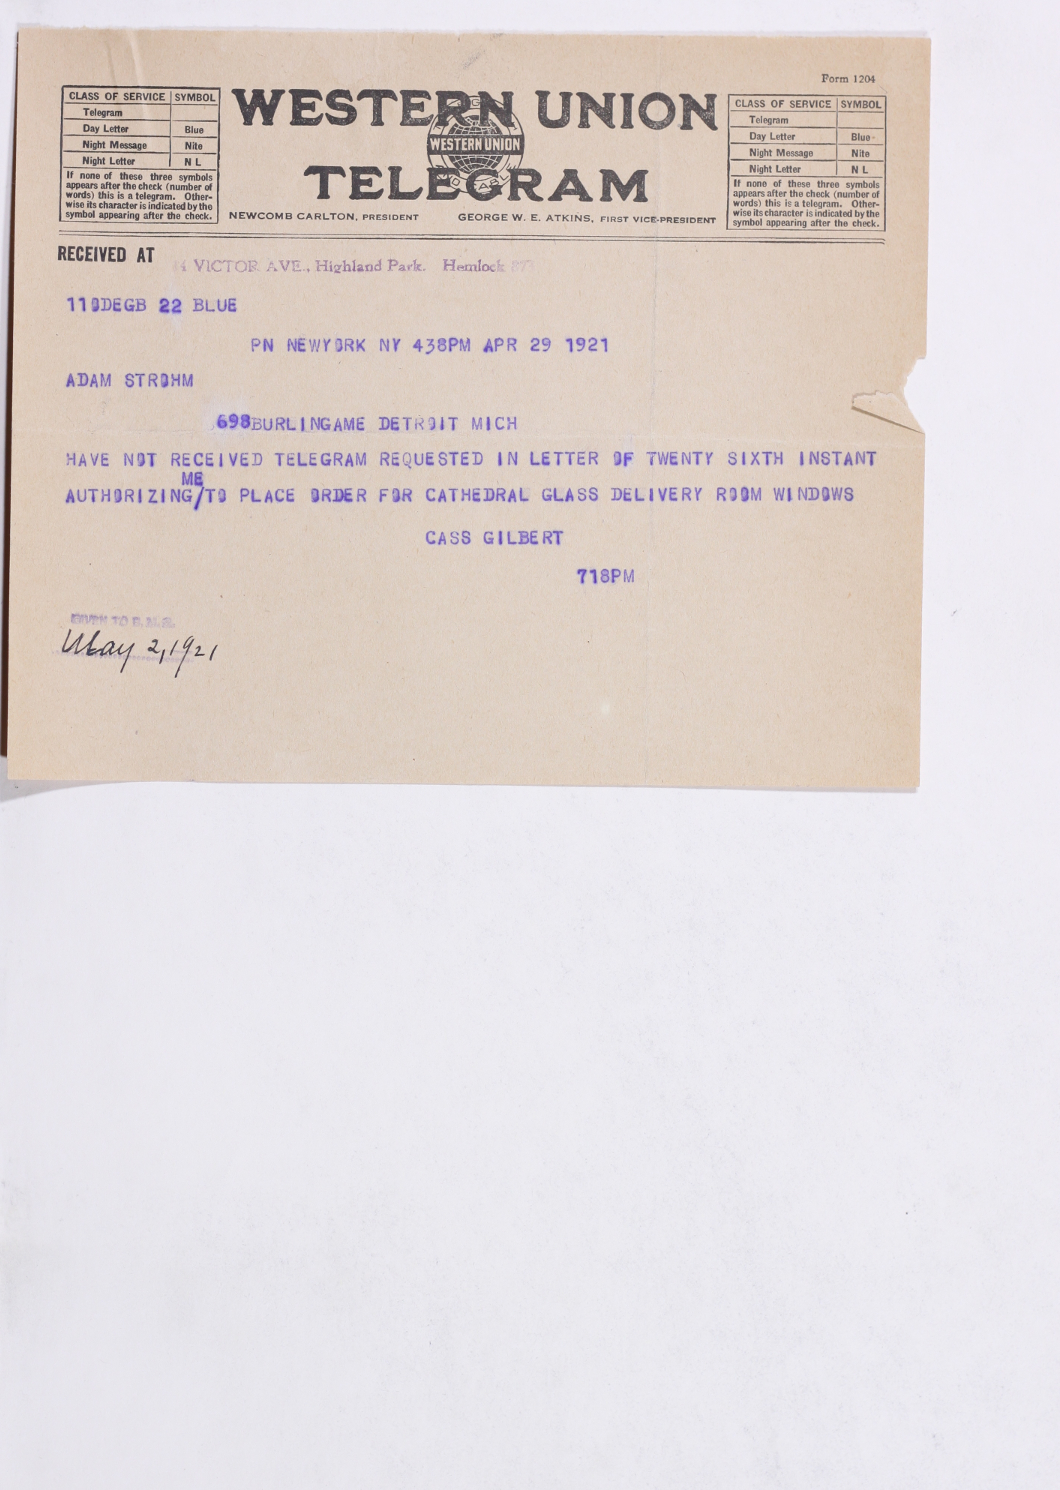 Form 1204
CLASS OF SERVICE SYMBOL
Telegram
Day Letter Blue
Night Message Nite
Night Letter N L
If none of these three symbols
appears after the check (number of
words) this is a telegram. Other-
wise its character is indicated by the
symbol appearing after the check.
WESTERN UNION
WESTERN UNION
TELEGRAM
NEWCOMB CARLTON, PRESIDENT GEORGE W. E. ATKINS, FIRST VICE-PRESIDENT
CLASS OF SERVICE SYMBOL
Telegram
Day Letter Blue
Night Message Nite
Night Letter N L
If none of these three symbols
appears after the check (number of
words) this is a telegram. Other-
wise its character is indicated by the
symbol appearing after the check.
RECEIVED AT
VICTOR AVE., Highland Park. Hemlock
119DEGB 22 BLUE
PN NEWYORK NY 438PM APR 29 1921
ADAM STROHM
698BURLINGAME DETROIT MICH
HAVE NOT RECEIVED TELEGRAM REQUESTED IN LETTER OF TWENTY SIXTH INSTANT
ME
AUTHORIZING/TO PLACE ORDER FOR CATHEDRAL GLASS DELIVERY ROOM WINDOWS
CASS GILBERT
718PM
May 2, 1921